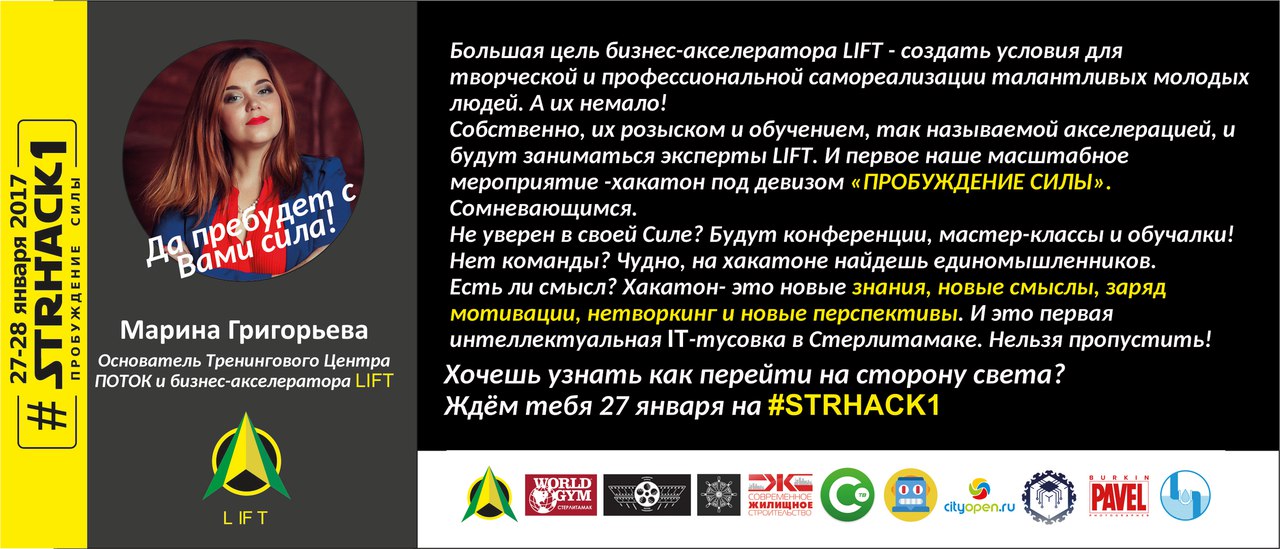 27-28 января 2017
#STRHACK1
ПРОБУЖДЕНИЕ СИЛЫ
Да пребудет с
Вами сила!
Марина Григорьева
Основатель Тренингового Центра
ПОТОК и бизнес-акселератора LIFT
LIFT
Большая цель бизнес-акселератора LIFT - создать условия для
творческой и профессиональной самореализации талантливых молодых
людей. А их немало!
Собственно, их розыском и обучением, так называемой акселерацией, и
будут заниматься эксперты LIFT. И первое наше масштабное
мероприятие -хакатон под девизом «ПРОБУЖДЕНИЕ СИЛЫ».
Сомневающимся.
Не уверен в своей Силе? Будут конференции, мастер-классы и обучалки!
Нет команды? Чудно, на хакатоне найдешь единомышленников.
Есть ли смысл? Хакатон- это новые знания, новые смыслы, заряд
мотивации, нетворкинг и новые перспективы. И это первая
интеллектуальная IT-тусовка в Стерлитамаке. Нельзя пропустить!
Хочешь узнать как перейти на сторону света?
Ждём тебя 27 января на #STRHACK1
WORLD
GYM
СТЕРЛИТАМАК
ЖС
СОВРЕМЕННОЕ
ЖИЛИЩНОЕ
СТРОИТЕЛЬСТВО
С ТВ
cityopen.ru
BURKIN
PAVEL
PHOTOGRAPHER